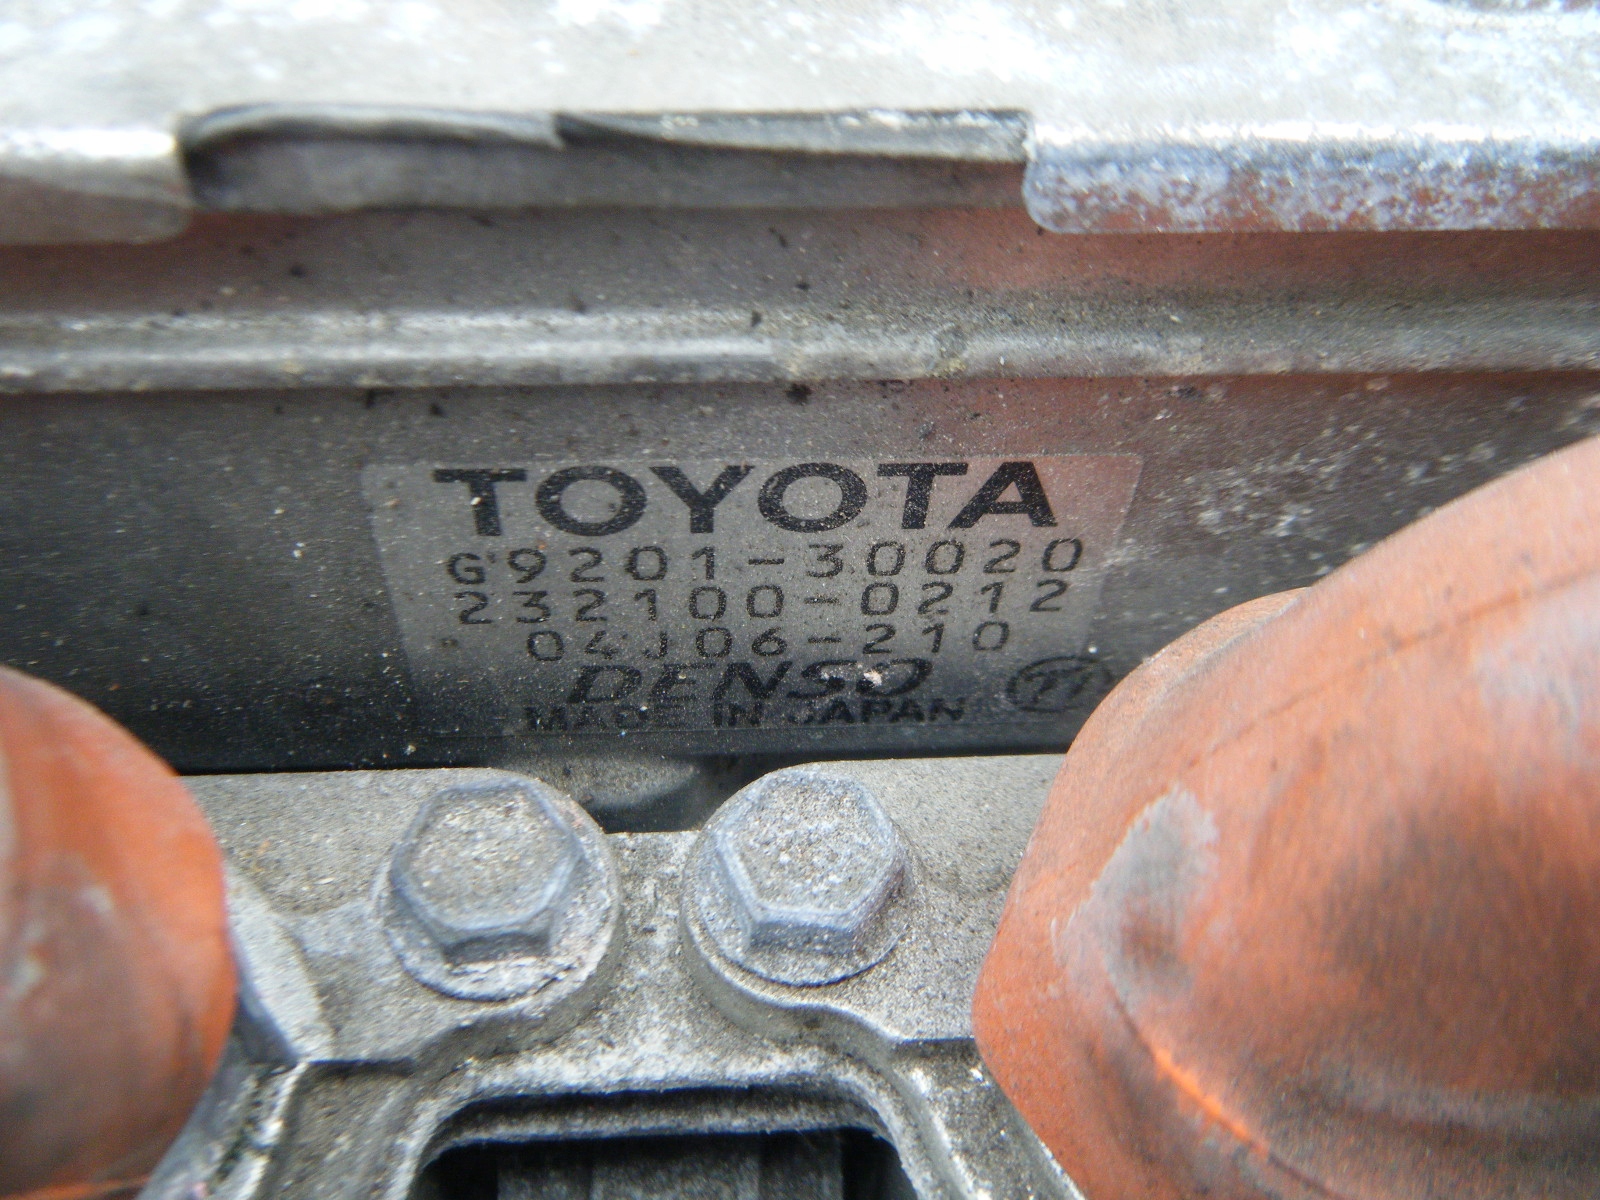 TOYOTA
G9201-30020
232100-0212
04J06-210
DENSO
MADE IN JAPAN